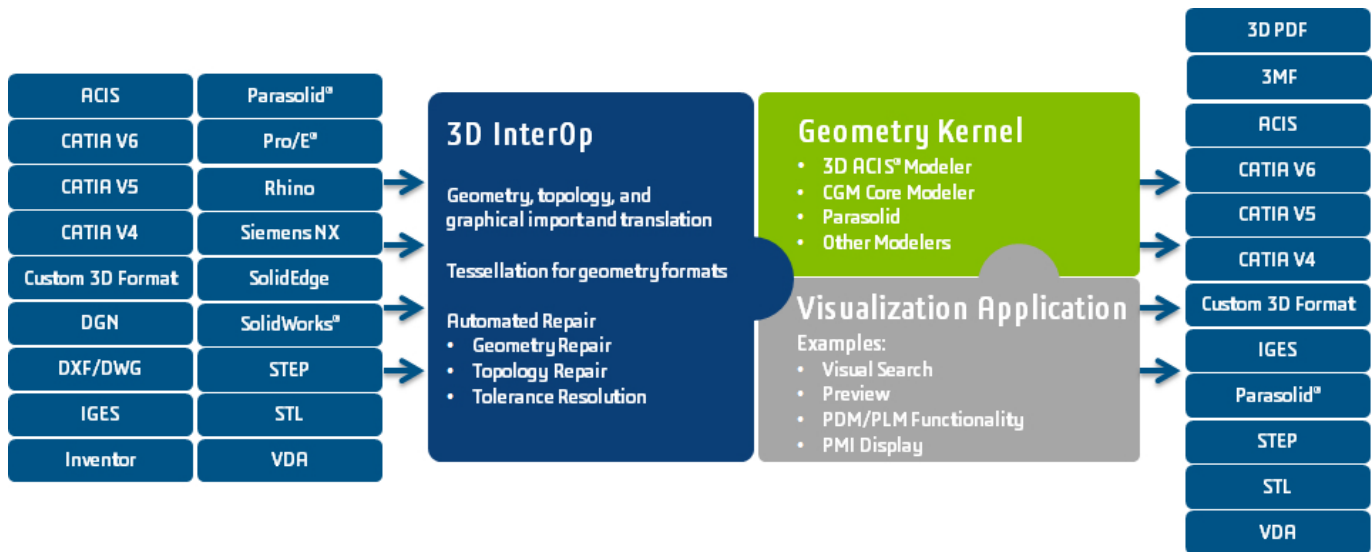 ACIS
CATIA V6
CATIA V5
CATIA V4
Custom 3D Format
DGN
DXF/DWG
IGES
Inventor
Parasolid®
Pro/E®
Rhino
Siemens NX
SolidEdge
SolidWorks®
STEP
STL
VDA
3D InterOp
Geometry, topology, and
graphical import and translation
Tessellation for geometry formats
Automated Repair
• Geometry Repair
• Topology Repair
• Tolerance Resolution
Geometry Kernel
• 3D ACIS® Modeler
• CGM Core Modeler
• Parasolid
• Other Modelers
Visualization Application
Examples:
• Visual Search
• Preview
• PDM/PLM Functionality
• PMI Display
3D PDF
3MF
ACIS
CATIA V6
CATIA V5
CATIA V4
Custom 3D Format
IGES
Parasolid®
STEP
STL
VDA